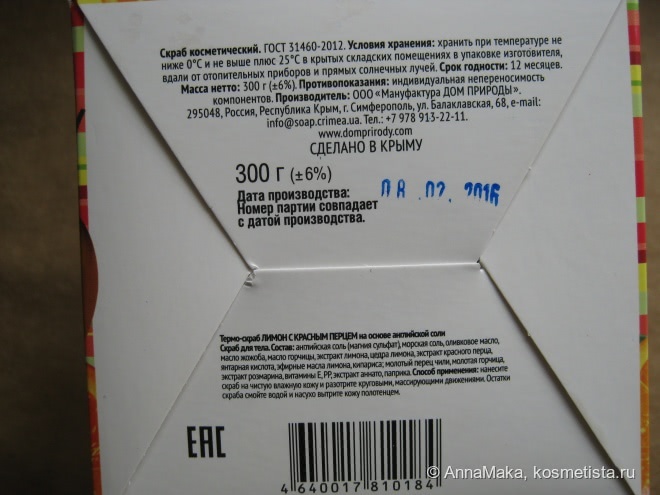 Скраб косметический. ГОСТ 31460-2012. Условия хранения: хранить при температуре не
ниже 0°С и не выше плюс 25°С в крытых складских помещениях в упаковке изготовителя,
вдали от отопительных приборов и прямых солнечных лучей. Срок годности: 12 месяцев.
Масса нетто: 300 г (±6%). Противопоказания: индивидуальная непереносимость
компонентов. Производитель: ООО «Мануфактура ДОМ ПРИРОДЫ».
295048, Россия, Республика Крым, г. Симферополь, ул. Балаклавская, 68, e-mail:
info@soap.crimea.ua. Тел.: +7 978 913-22-11.
www.domprirody.com
СДЕЛАНО В КРЫМУ
300 г (±6%)
Дата производства: 08.02.2016
Номер партии совпадает
с датой производства.
Термо-скраб ЛИМОН С КРАСНЫМ ПЕРЦЕМ на основе английской соли
Скраб для тела. Состав: английская соль (магния сульфат), морская соль, оливковое масло,
масло жожоба, масло горчицы, экстракт лимона, цедра лимона, экстракт красного перца,
янтарная кислота, эфирные масла лимона, кипариса; молотый перец чили, молотая горчица,
экстракт розмарина, витамины Е, РР, экстракт аннато, паприка. Способ применения: нанесите
скраб на чистую влажную кожу и разотрите круговыми, массирующими движениями. Остатки
скраба смойте водой и насухо вытрите кожу полотенцем.
ЕАС
4 640017 810184
© AnnaMaka, kosmetista.ru